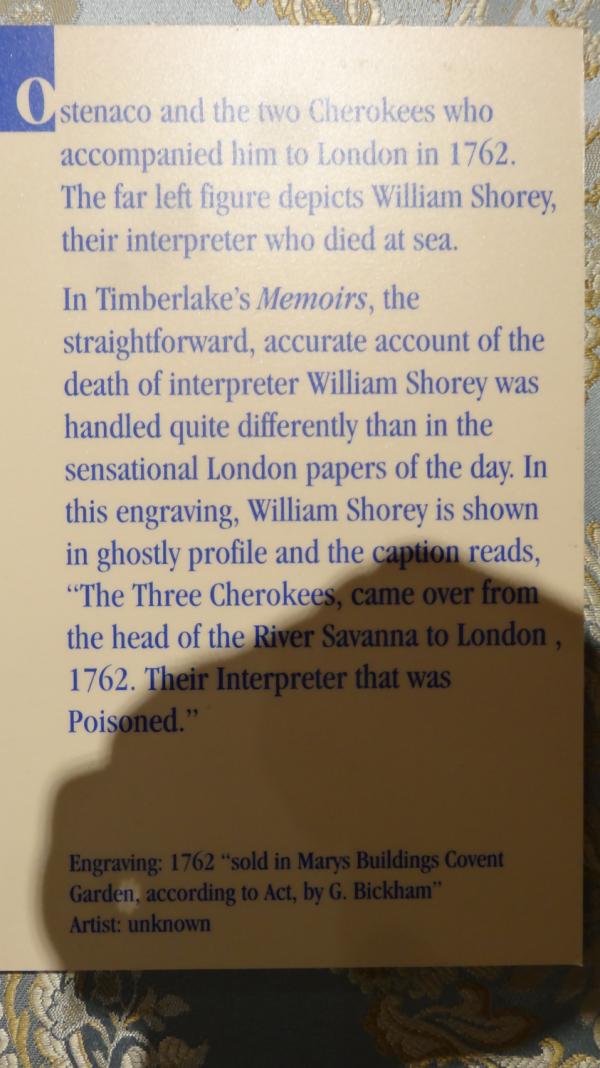 Ostenaco and the two Cherokees who
accompanied him to London in 1762.
The far left figure depicts William Shorey,
their interpreter who died at sea.
In Timberlake's Memoirs, the
straightforward, accurate account of the
death of interpreter William Shorey was
handled quite differently than in the
sensational London papers of the day. In
this engraving, William Shorey is shown
in ghostly profile and the caption reads,
“The Three Cherokees, came over from
the head of the River Savanna to London ,
1762. Their Interpreter that was
Poisoned.”
Engraving: 1762 “sold in Marys Buildings Covent
Garden, according to Act, by G. Bickham”
Artist: unknown